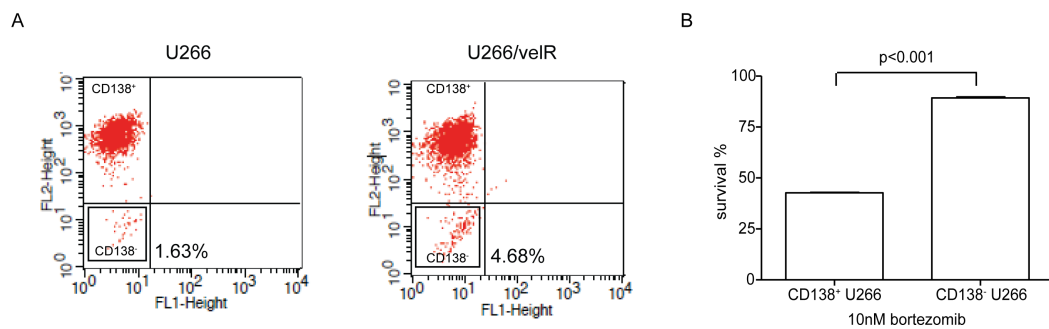 A
U266
CD138⁺
FL2-Height
10⁰ 10¹ 10² 10³ 10
CD138⁻
1.63%
10⁰ 10¹ 10² 10³ 10⁴
FL1-Height
U266/velR
CD138⁺
FL2-Height
10⁰ 10¹ 10² 10³ 10
CD138⁻
4.68%
10⁰ 10¹ 10² 10³ 10⁴
FL1-Height
B
p<0.001
survival %
100
75
50
25
0
CD138⁺ U266
CD138⁻ U266
10nM bortezomib